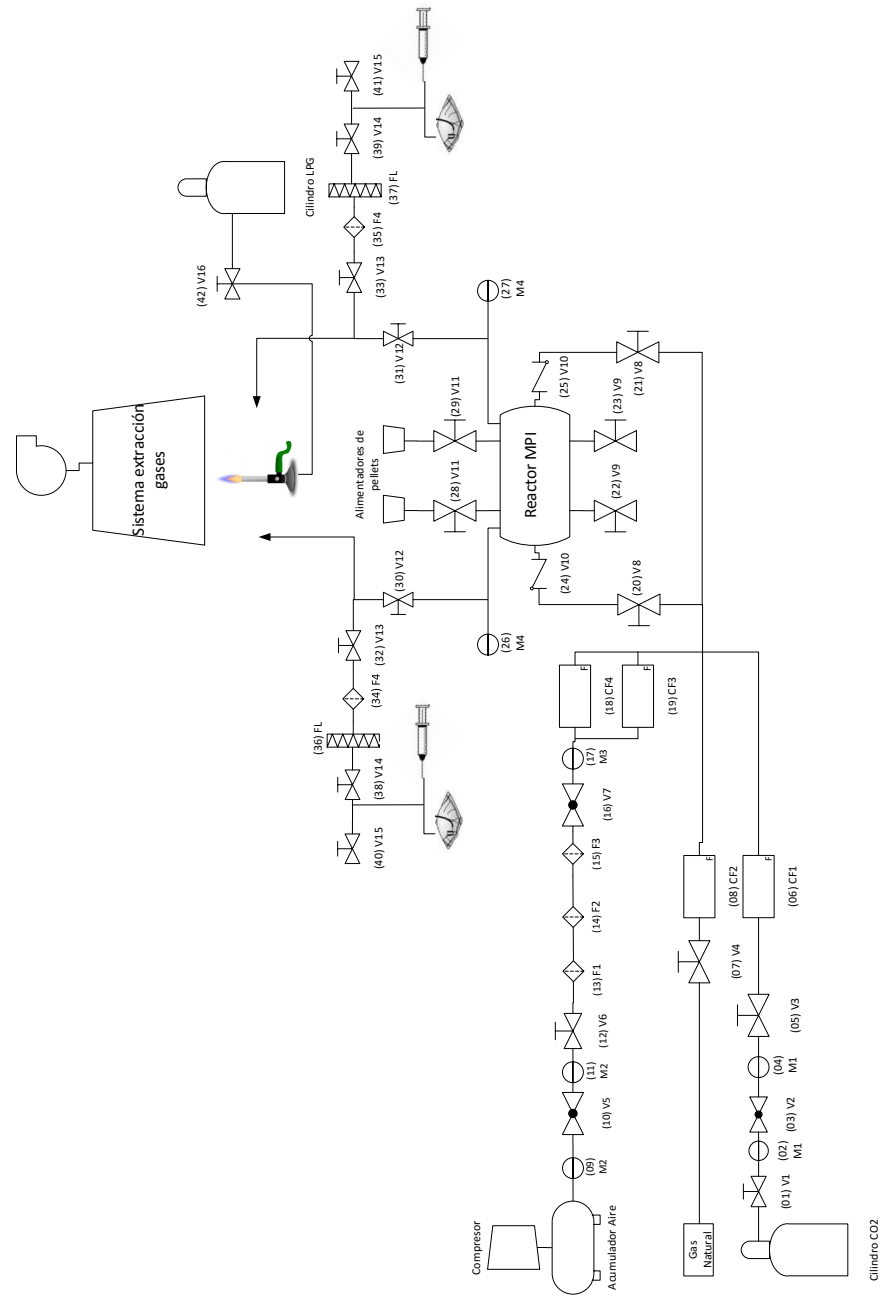 Sistema extracción
gases
Cilindro LPG
(42) V16
(41) V15
(39) V14
(37) FL
(35) F4
(33) V13
(31) V12
(27)
M4
(29) V11
(28) V11
Alimentadores de
pellets
Reactor MPI
(25) V10
(24) V10
(23) V9
(22) V9
(21) V8
(20) V8
(30) V12
(26)
M4
(32) V13
(34) F4
(36) FL
(38) V14
(40) V15
(18) CF4
F
(19) CF3
F
(17)
M3
(16) V7
(15) F3
(14) F2
(13) F1
(12) V6
(11)
M2
(10) V5
(09)
M2
Compresor
Acumulador Aire
(08) CF2
F
(07) V4
Gas
Natural
(06) CF1
F
(05) V3
(04)
M1
(03) V2
(02)
M1
(01) V1
Cilindro CO2